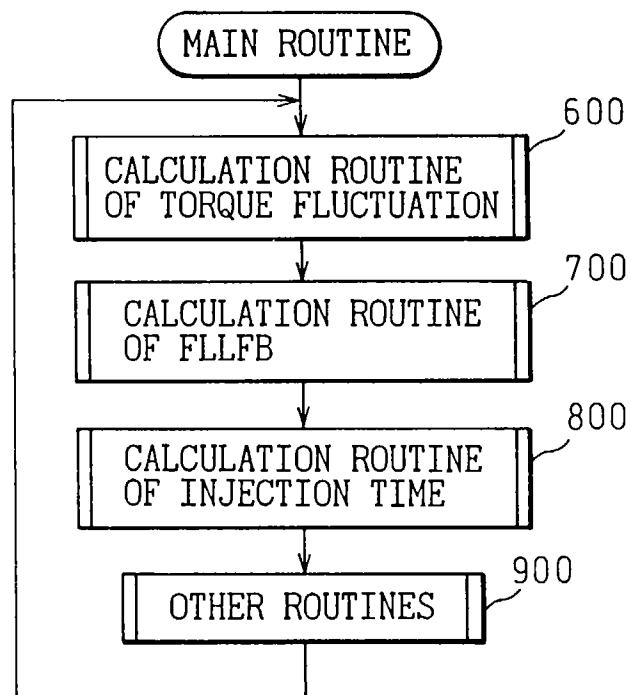 MAIN ROUTINE
600
CALCULATION ROUTINE
OF TORQUE FLUCTUATION
700
CALCULATION ROUTINE
OF FLLFB
800
CALCULATION ROUTINE
OF INJECTION TIME
900
OTHER ROUTINES